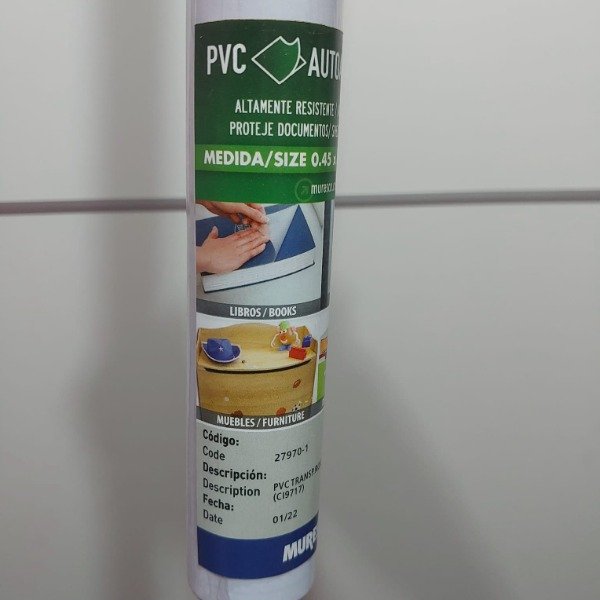 PVC AUTO
ALTAMENTE RESISTENTE
PROTEJE DOCUMENTOS/
MEDIDA/SIZE 0.45 x
LIBROS / BOOKS
MUEBLES / FURNITURE
Código:
Code 27970-1
Descripción:
Description PVC TRANSP
(CI9717)
Fecha:
Date 01/22
MURE